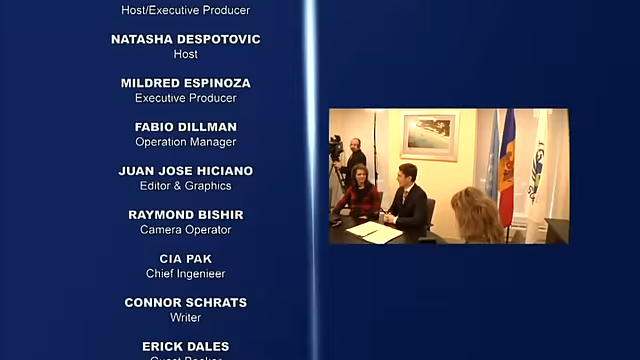 Host/Executive Producer
NATASHA DESPOTOVIC
Host
MILDRED ESPINOZA
Executive Producer
FABIO DILLMAN
Operation Manager
JUAN JOSE HICIANO
Editor & Graphics
RAYMOND BISHIR
Camera Operator
CIA PAK
Chief Ingenieer
CONNOR SCHRATS
Writer
ERICK DALES